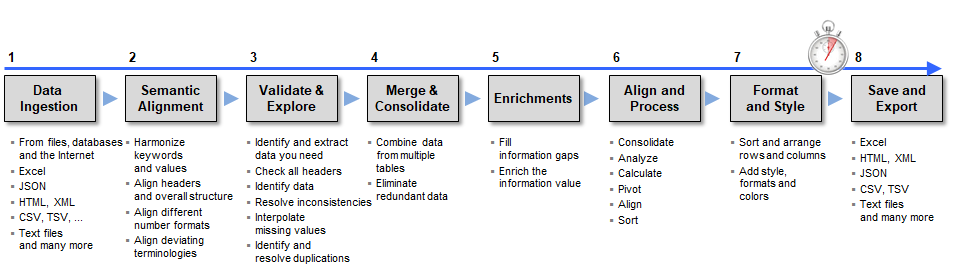 1
2
3
4
5
6
7
8
Data
Ingestion
Semantic
Alignment
Validate &
Explore
Merge &
Consolidate
Enrichments
Align and
Process
Format
and Style
Save and
Export
From files, databases
and the Internet
Excel
JSON
HTML, XML
CSV, TSV, ...
Text files
and many more
Harmonize
keywords
and values
Align headers
and overall structure
Align different
number formats
Align deviating
terminologies
Identify and extract
data you need
Check all headers
Identify data
Resolve inconsistencies
Interpolate
missing values
Identify and
resolve duplications
Combine data
from multiple
tables
Eliminate
redundant data
Fill
information gaps
Enrich the
information value
Consolidate
Analyze
Calculate
Pivot
Align
Sort
Sort and arrange
rows and columns
Add style,
formats and
colors
Excel
HTML, XML
JSON
CSV, TSV
Text files
and many more